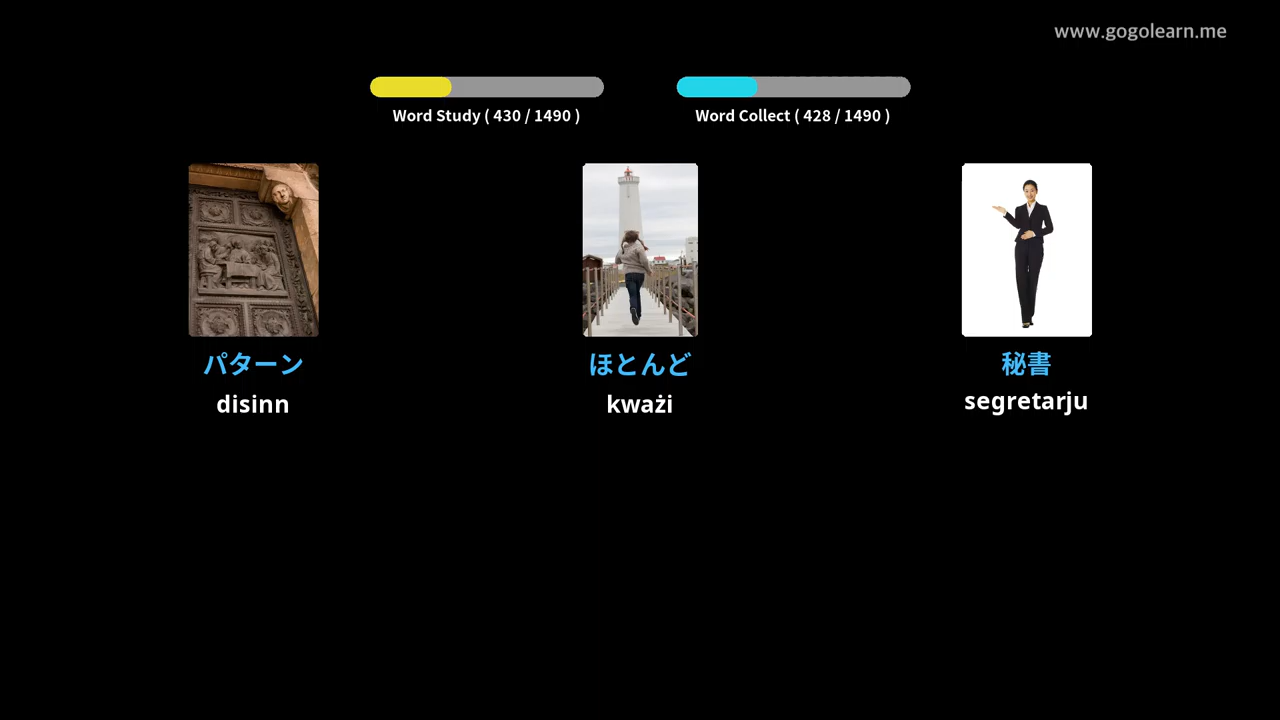 www.gogolearn.me
Word Study ( 430 / 1490 )
Word Collect ( 428 / 1490 )
パターン
disinn
ほとんど
kważi
秘書
segretarju